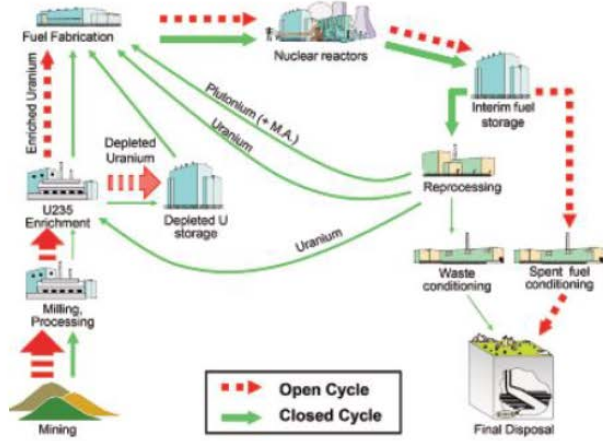 Fuel Fabrication
Nuclear reactors
Enriched Uranium
Plutonium (+ M.A.)
Uranium
Interim fuel
storage
Depleted
Uranium
U235
Enrichment
Depleted U
storage
Reprocessing
Uranium
Waste
conditioning
Spent fuel
conditioning
Milling,
Processing
Open Cycle
Closed Cycle
Mining
Final Disposal